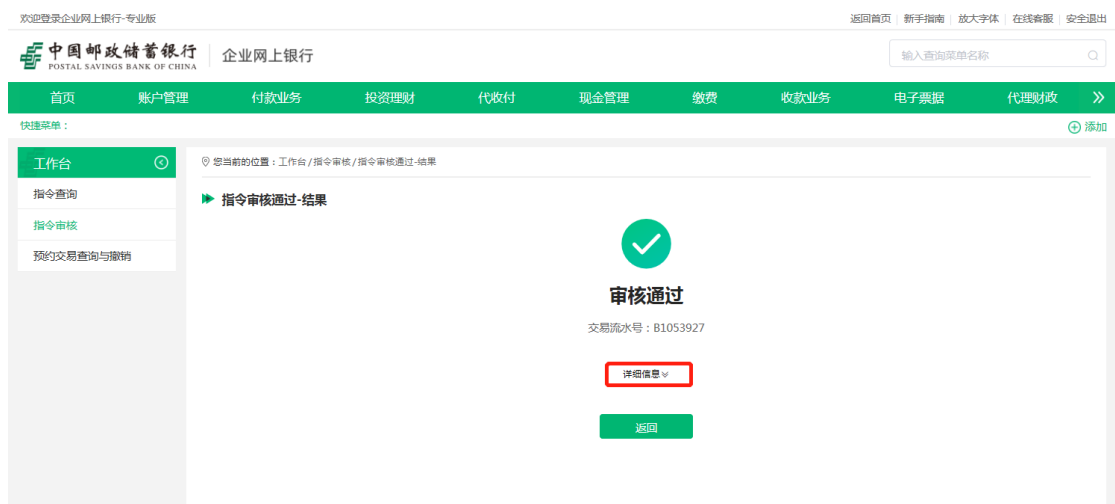 欢迎登录企业网上银行-专业版
返回首页 新手指南 放大字体 在线客服 安全退出
中国邮政储蓄银行 企业网上银行
POSTAL SAVINGS BANK OF CHINA
输入查询菜单名称
首页 账户管理 付款业务 投资理财 代收付 现金管理 缴费 收款业务 电子票据 代理财政
快捷菜单：
添加
工作台
指令查询
指令审核
预约交易查询与撤销
您当前的位置：工作台/指令审核/指令审核通过-结果
指令审核通过-结果
审核通过
交易流水号：B1053927
详细信息
返回